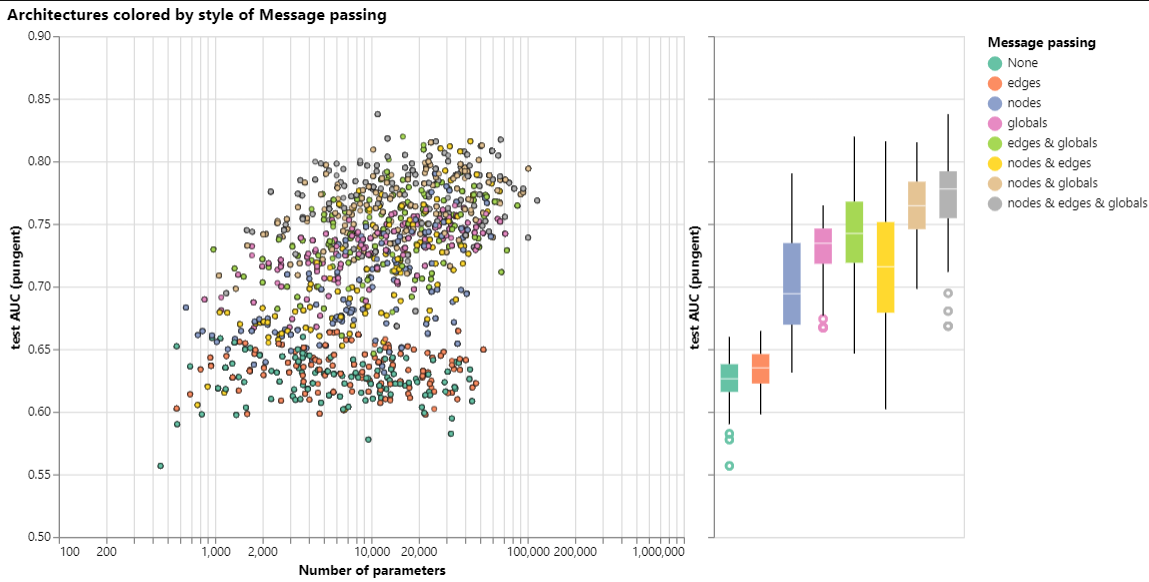 Architectures colored by style of Message passing
0.90
0.85
0.80
0.75
0.70
0.65
0.60
0.55
0.50
test AUC (pungent)
100 200 1,000 2,000 10,000 20,000 100,000 200,000 1,000,000
Number of parameters
test AUC (pungent)
Message passing
None
edges
nodes
globals
edges & globals
nodes & edges
nodes & globals
nodes & edges & globals